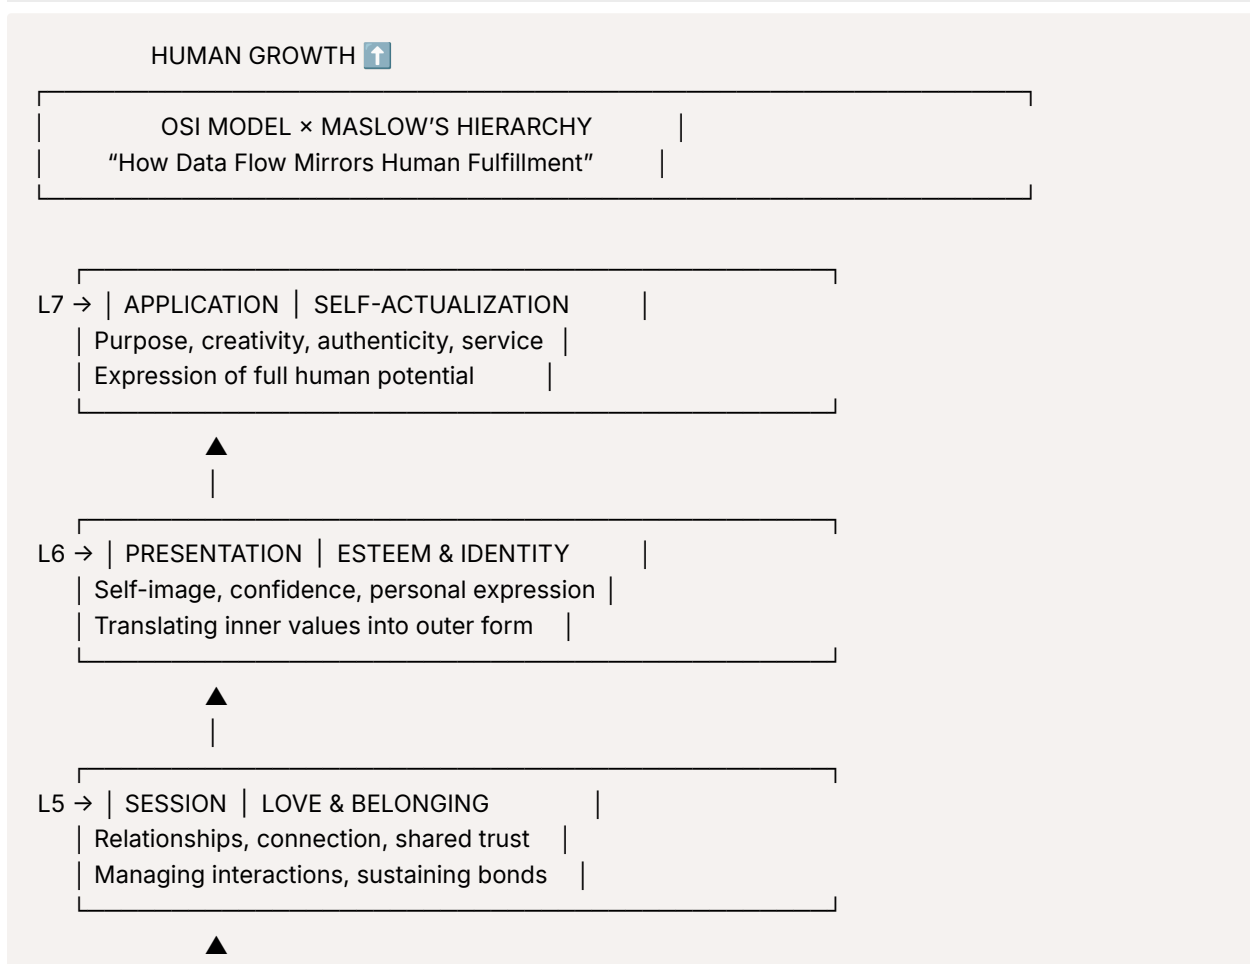 HUMAN GROWTH ⬆️
OSI MODEL × MASLOW’S HIERARCHY
“How Data Flow Mirrors Human Fulfillment”
L7 → │ APPLICATION │ SELF-ACTUALIZATION │
│ Purpose, creativity, authenticity, service │
│ Expression of full human potential │
▲
│
L6 → │ PRESENTATION │ ESTEEM & IDENTITY │
│ Self-image, confidence, personal expression │
│ Translating inner values into outer form │
▲
│
L5 → │ SESSION │ LOVE & BELONGING │
│ Relationships, connection, shared trust │
│ Managing interactions, sustaining bonds │
▲